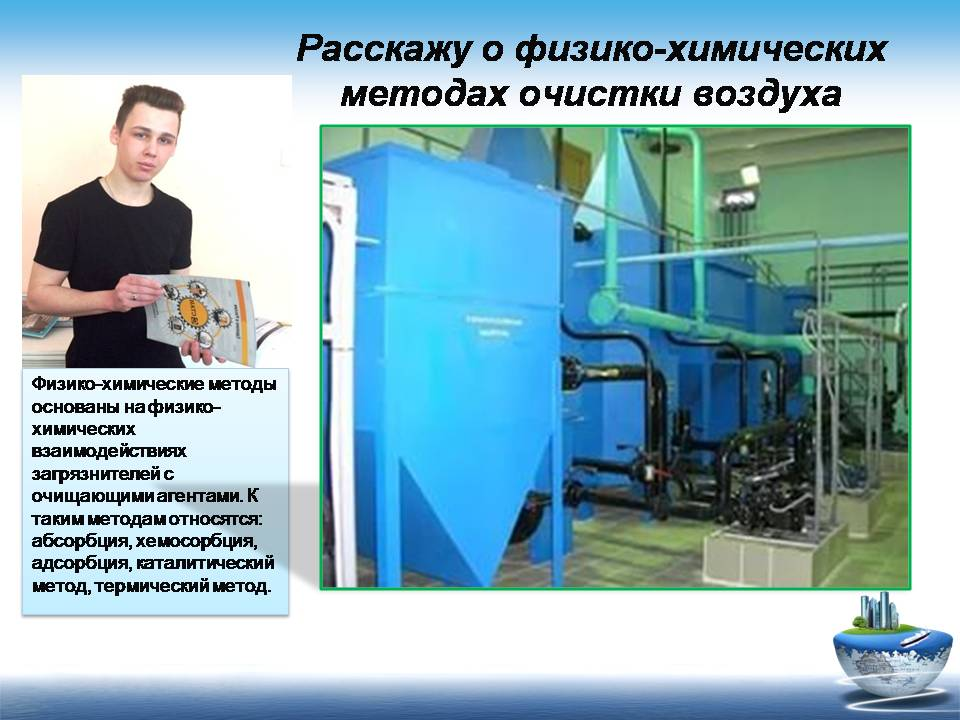 Расскажу о физико-химических
методах очистки воздуха
Физико–химические методы
основаны на физико–
химических
взаимодействиях
загрязнителей с
очищающими агентами. К
таким методам относятся:
абсорбция, хемосорбция,
адсорбция, каталитический
метод, термический метод.